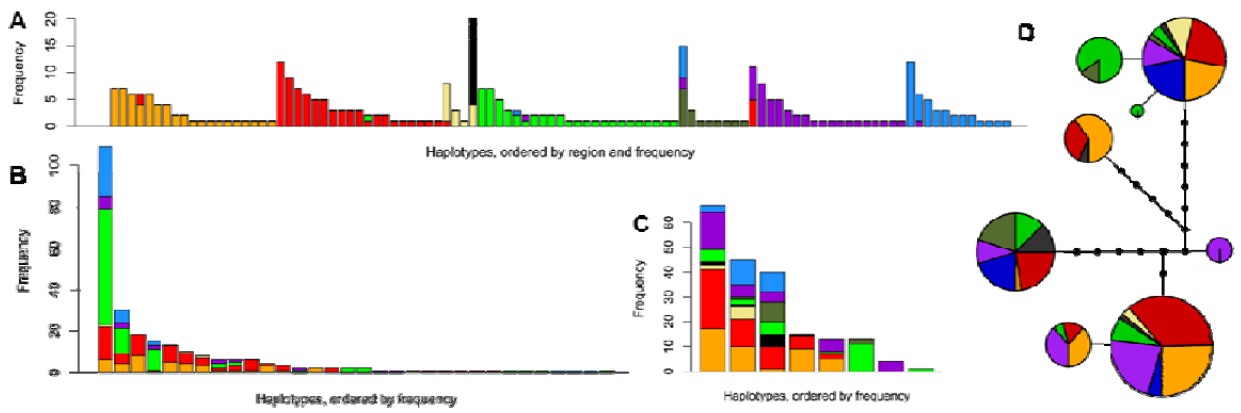 A
Frequency
20
15
10
5
0
Haplotypes, ordered by region and frequency
B
Frequency
100
80
60
40
20
0
Haplotypes, ordered by frequency
C
Frequency
60
50
40
30
20
10
0
Haplotypes, ordered by frequency
D